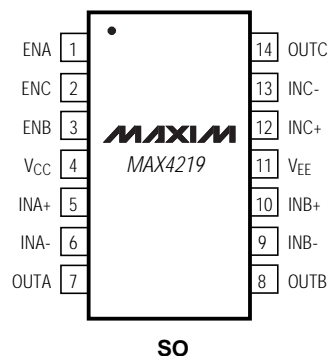 ENA 1
ENC 2
ENB 3
VCC 4
INA+ 5
INA- 6
OUTA 7
MAXIM
MAX4219
14 OUTC
13 INC-
12 INC+
11 VEE
10 INB+
9 INB-
8 OUTB
SO